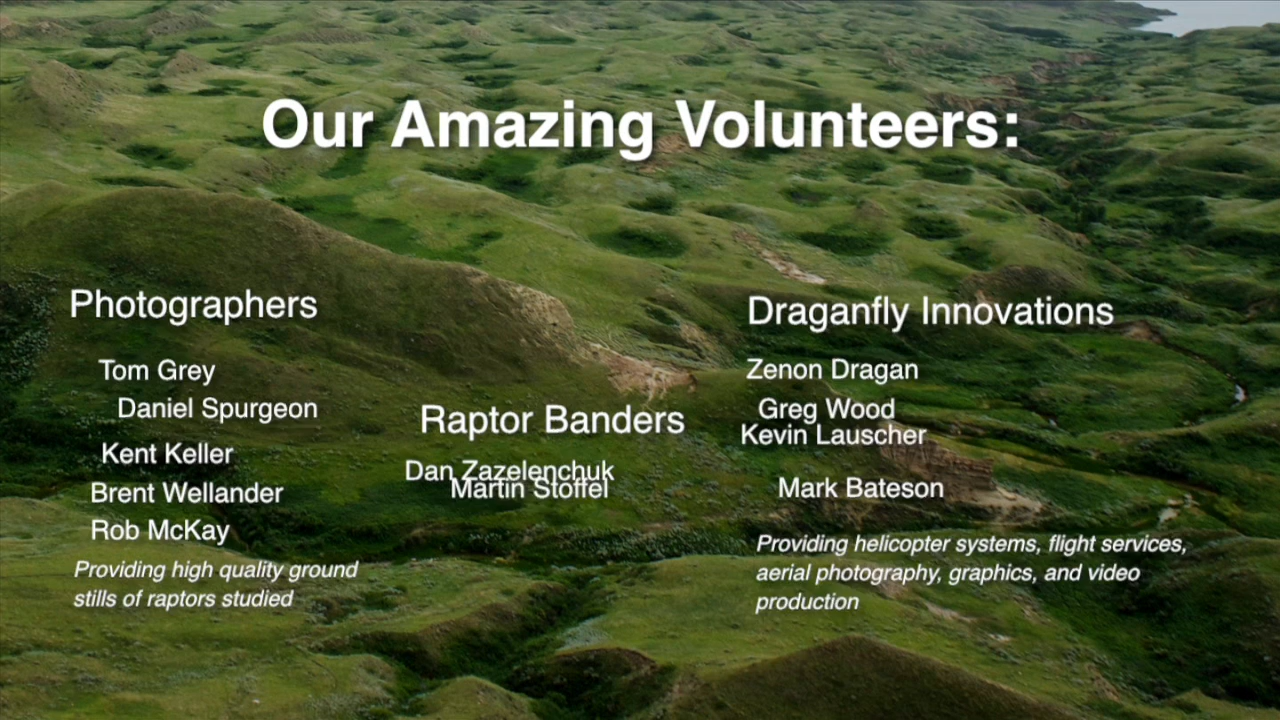 Our Amazing Volunteers:
Photographers
Tom Grey
Daniel Spurgeon
Kent Keller
Brent Wellander
Rob McKay
Providing high quality ground
stills of raptors studied
Raptor Banders
Dan Zazelenchuk
Martin Stoffel
Draganfly Innovations
Zenon Dragan
Greg Wood
Kevin Lauscher
Mark Bateson
Providing helicopter systems, flight services,
aerial photography, graphics, and video
production